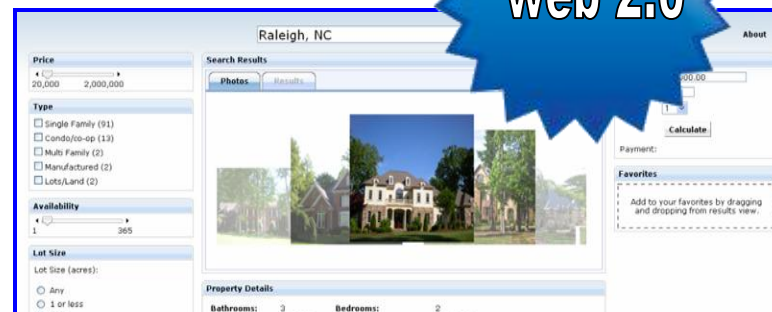 Web 2.0
Raleigh, NC
About
Price
20,000 2,000,000
Type
Single Family (91)
Condo/co-op (13)
Multi Family (2)
Manufactured (2)
Lots/Land (2)
Availability
1 365
Lot Size
Lot Size (acres):
Any
1 or less
Search Results
Photos Results
Property Details
Bathrooms: 3 Bedrooms: 2
1
Calculate
Payment:
Favorites
Add to your favorites by dragging
and dropping from results view.